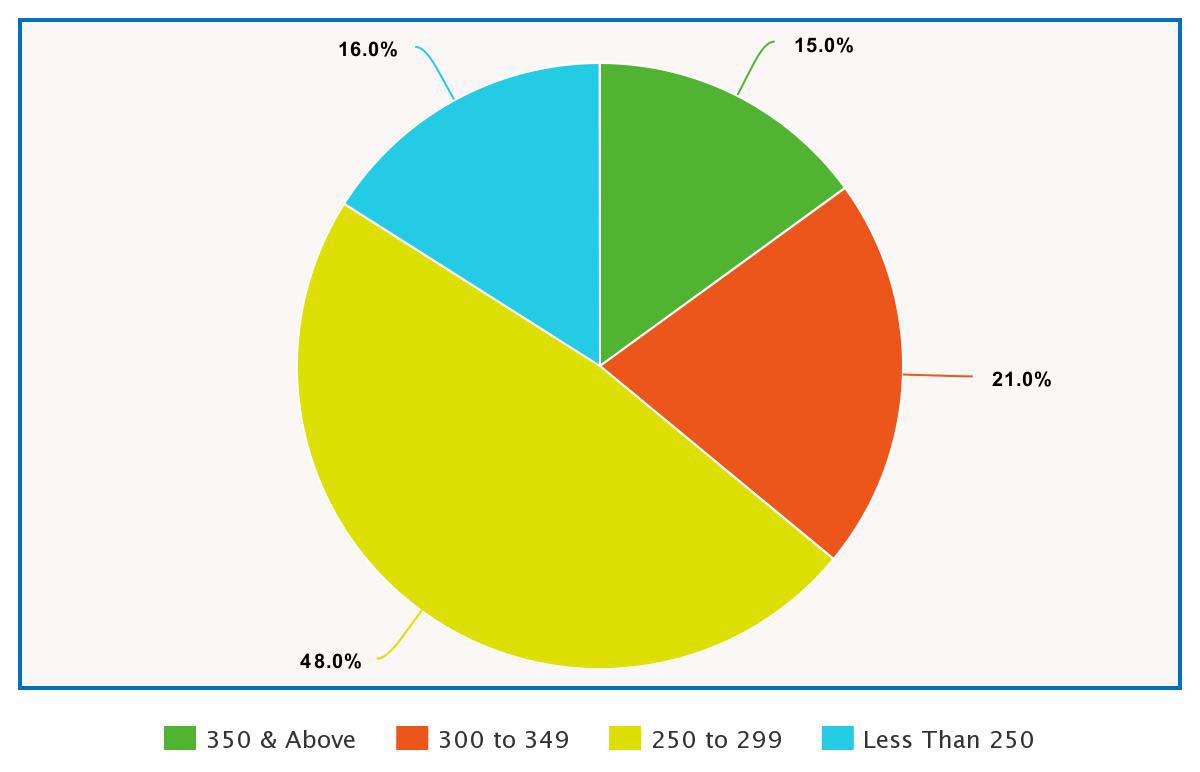 16.0%
15.0%
21.0%
48.0%
350 & Above
300 to 349
250 to 299
Less Than 250